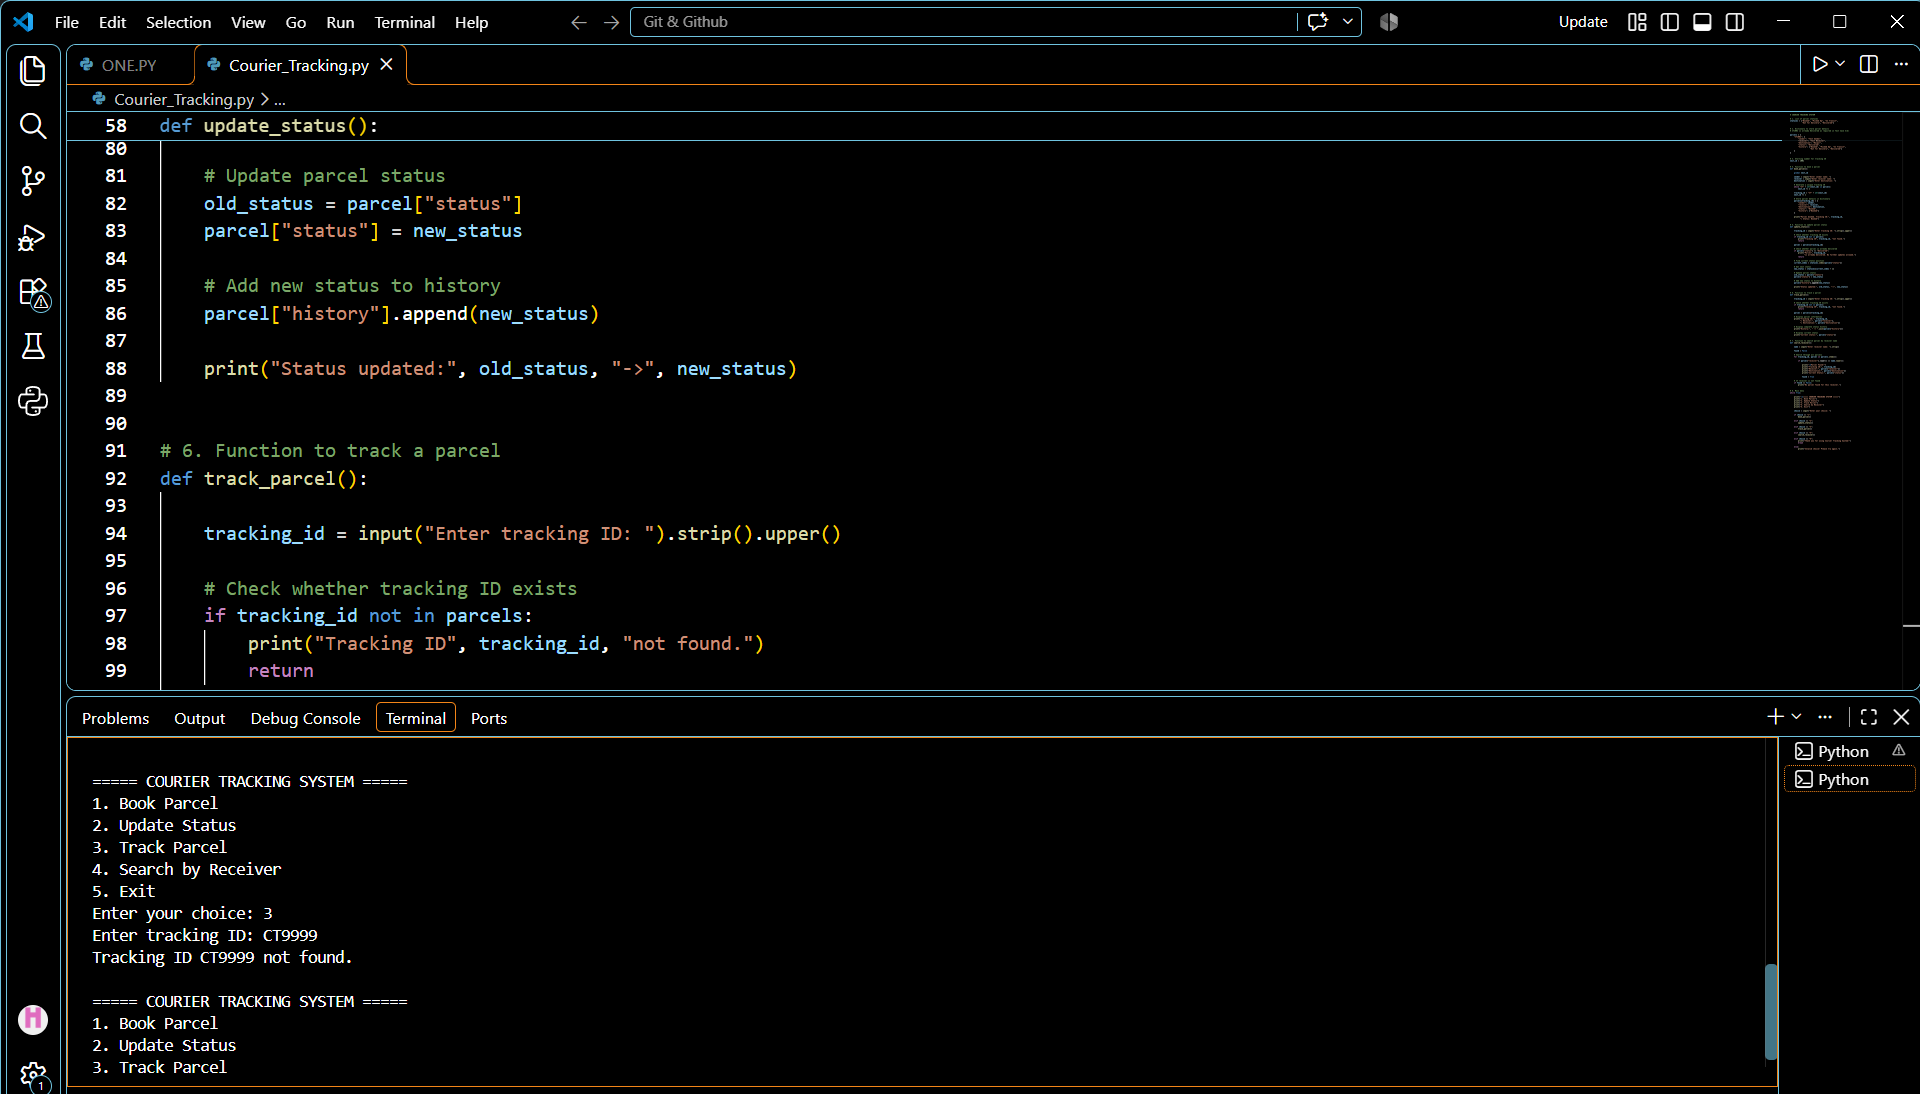 File Edit Selection View Go Run Terminal Help
Git & Github
Update
ONE.PY
Courier_Tracking.py
Courier_Tracking.py > ...
58 def update_status():
80
81 # Update parcel status
82 old_status = parcel["status"]
83 parcel["status"] = new_status
84
85 # Add new status to history
86 parcel["history"].append(new_status)
87
88 print("Status updated:", old_status, "->", new_status)
89
90
91 # 6. Function to track a parcel
92 def track_parcel():
93
94 tracking_id = input("Enter tracking ID: ").strip().upper()
95
96 # Check whether tracking ID exists
97 if tracking_id not in parcels:
98 print("Tracking ID", tracking_id, "not found.")
99 return
Problems Output Debug Console Terminal Ports
===== COURIER TRACKING SYSTEM =====
1. Book Parcel
2. Update Status
3. Track Parcel
4. Search by Receiver
5. Exit
Enter your choice: 3
Enter tracking ID: CT9999
Tracking ID CT9999 not found.
===== COURIER TRACKING SYSTEM =====
1. Book Parcel
2. Update Status
3. Track Parcel
Python
Python
H
1